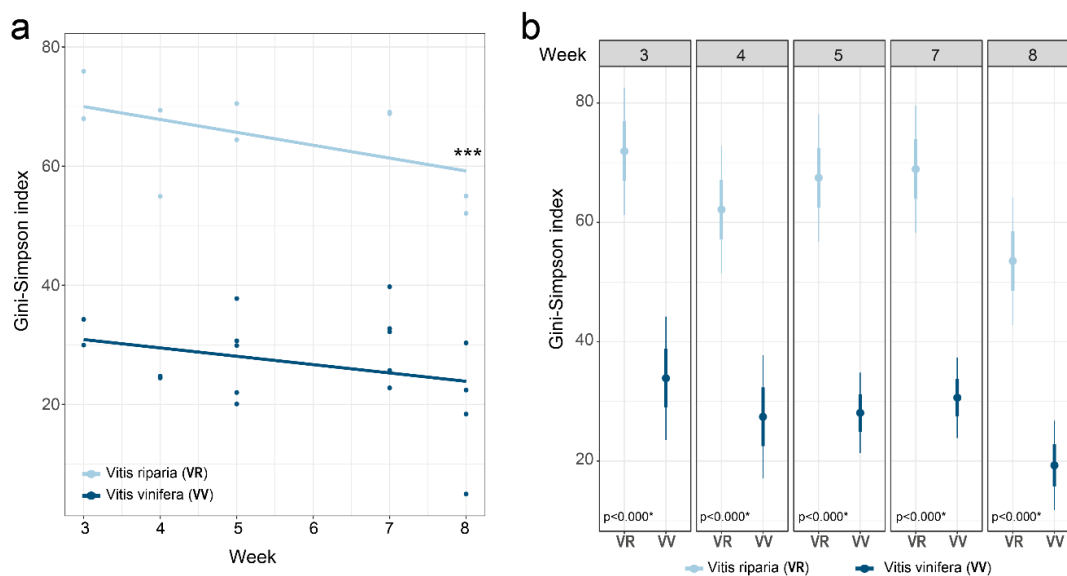 a
Gini-Simpson index
80
60
40
20
***
Vitis riparia (VR)
Vitis vinifera (VV)
3 4 5 6 7 8
Week
b
Week 3 4 5 7 8
Gini-Simpson index
80
60
40
20
p<0.000* p<0.000* p<0.000* p<0.000* p<0.000*
VR VV VR VV VR VV VR VV VR VV
Vitis riparia (VR) Vitis vinifera (VV)